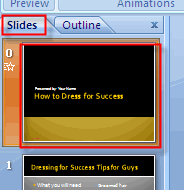 Preview
Animations
Slides Outline x
0
Presented by: Your Name
How to Dress for Success
1
Dressing for Success Tips for Guys
What you will need